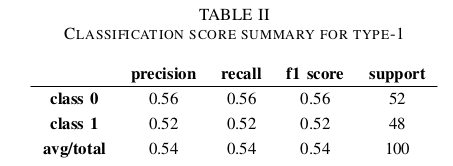 TABLE II
CLASSIFICATION SCORE SUMMARY FOR TYPE-1
precision recall f1 score support
class 0 0.56 0.56 0.56 52
class 1 0.52 0.52 0.52 48
avg/total 0.54 0.54 0.54 100